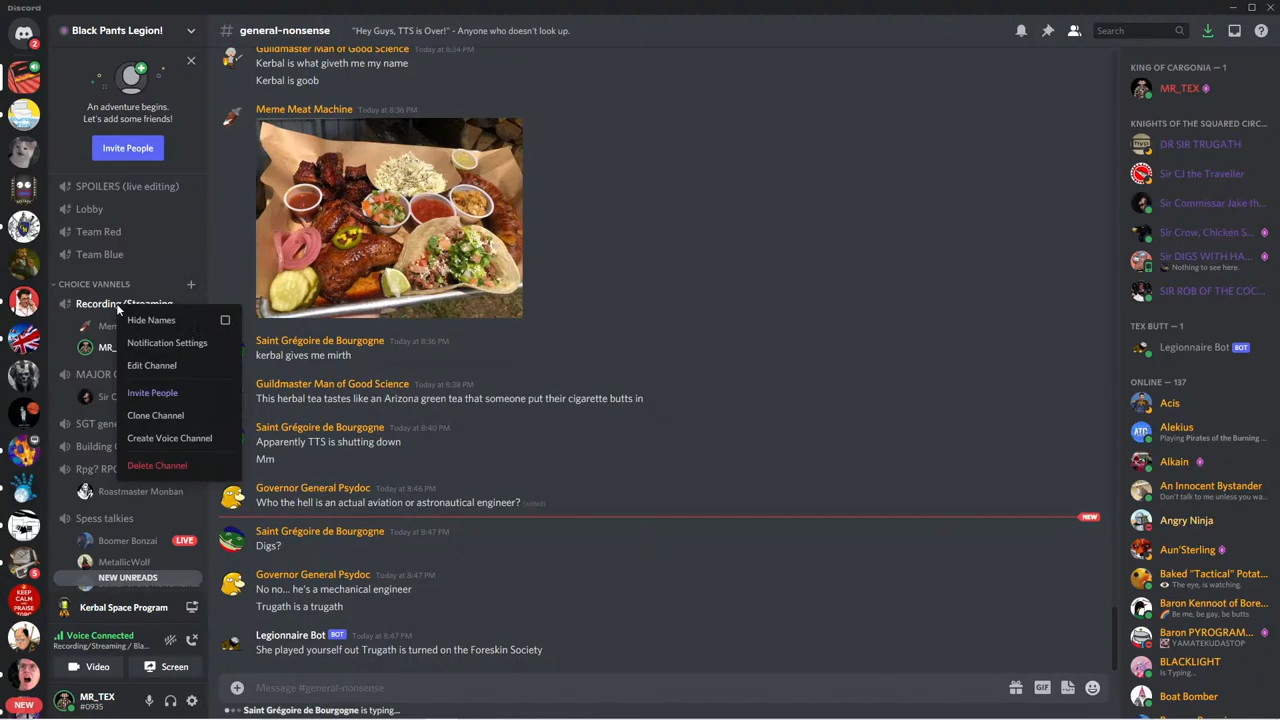 Discord
Black Pants Legion!
# general-nonsense
"Hey Guys, TTS is Over!" - Anyone who doesn't look up.
Search
2
An adventure begins.
Let's add some friends!
Invite People
SPOILERS (live editing)
Lobby
Team Red
Team Blue
CHOICE VANNELS
Recording/Streaming
Mem
MR_
MAJOR
Sir C
SGT gene
Building
Rpg? RPG
Roastmaster Monban
Spess talkies
Boomer Bonzai
LIVE
MetallicWolf
NEW UNREADS
5
KEEP
CALM
AND
PRAISE
NEW
Kerbal Space Program
Voice Connected
Recording/Streaming / Bla...
Video
Screen
MR_TEX
#0935
Hide Names
Notification Settings
Edit Channel
Invite People
Clone Channel
Create Voice Channel
Delete Channel
Guildmaster Man of Good Science Today at 8:34 PM
Kerbal is what giveth me my name
Kerbal is goob
Meme Meat Machine Today at 8:36 PM
Saint Grégoire de Bourgogne Today at 8:36 PM
kerbal gives me mirth
Guildmaster Man of Good Science Today at 8:38 PM
This herbal tea tastes like an Arizona green tea that someone put their cigarette butts in
Saint Grégoire de Bourgogne Today at 8:40 PM
Apparently TTS is shutting down
Mm
Governor General Psydoc Today at 8:46 PM
Who the hell is an actual aviation or astronautical engineer? (edited)
NEW
Saint Grégoire de Bourgogne Today at 8:47 PM
Digs?
Governor General Psydoc Today at 8:47 PM
No no... he's a mechanical engineer
Trugath is a trugath
Legionnaire Bot BOT Today at 8:47 PM
She played yourself out Trugath is turned on the Foreskin Society
Message #general-nonsense
GIF
Saint Grégoire de Bourgogne is typing...
KING OF CARGONIA — 1
MR_TEX
KNIGHTS OF THE SQUARED CIRC...
DR SIR TRUGATH
Sir CJ the Traveller
Sir Commissar Jake th...
Sir Crow, Chicken S...
Sir DIGS WITH HA...
Nothing to see here.
SIR ROB OF THE COC...
TEX BUTT — 1
Legionnaire Bot BOT
ONLINE — 137
Acis
Alekius
Playing Pirates of the Burning ...
Alkain
An Innocent Bystander
Don't talk to me unless you wa...
Angry Ninja
Aun'Sterling
Baked "Tactical" Potat...
The eye, is watching.
Baron Kennoot of Bore...
Be me, be gay, be butts
Baron PYROGRAM...
YAMATEKUDASTOP
BLACKLIGHT
Is Typing...
Boat Bomber